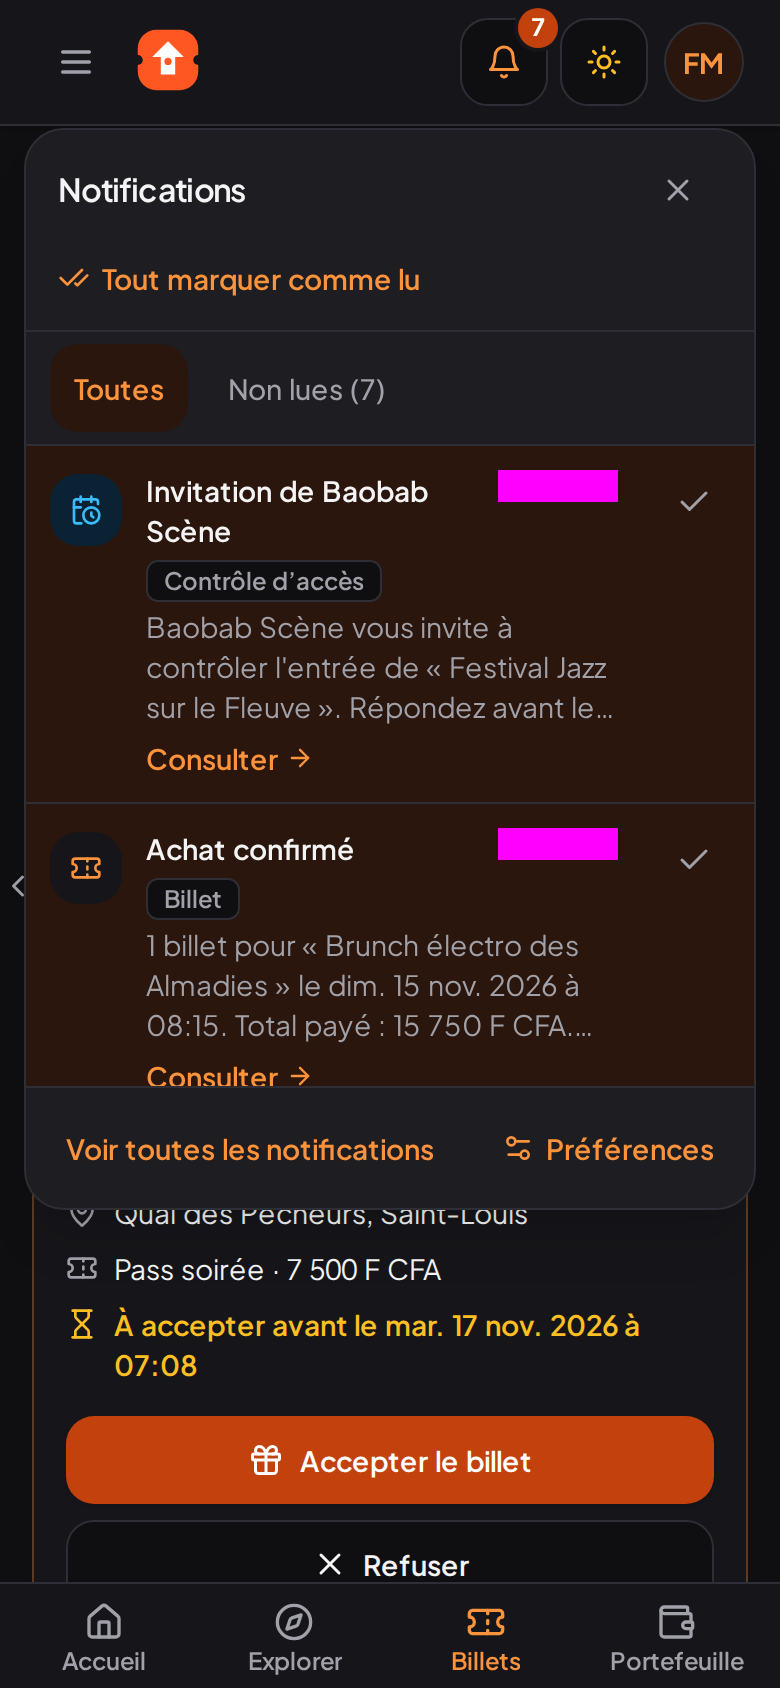 7
FM
Notifications
Tout marquer comme lu
Toutes
Non lues (7)
Invitation de Baobab
Scène
Contrôle d’accès
Baobab Scène vous invite à
contrôler l'entrée de « Festival Jazz
sur le Fleuve ». Répondez avant le…
Consulter →
Achat confirmé
Billet
1 billet pour « Brunch électro des
Almadies » le dim. 15 nov. 2026 à
08:15. Total payé : 15 750 F CFA.…
Consulter →
Voir toutes les notifications
Préférences
Quai des Pêcheurs, Saint-Louis
Pass soirée · 7 500 F CFA
À accepter avant le mar. 17 nov. 2026 à
07:08
Accepter le billet
Refuser
Accueil
Explorer
Billets
Portefeuille